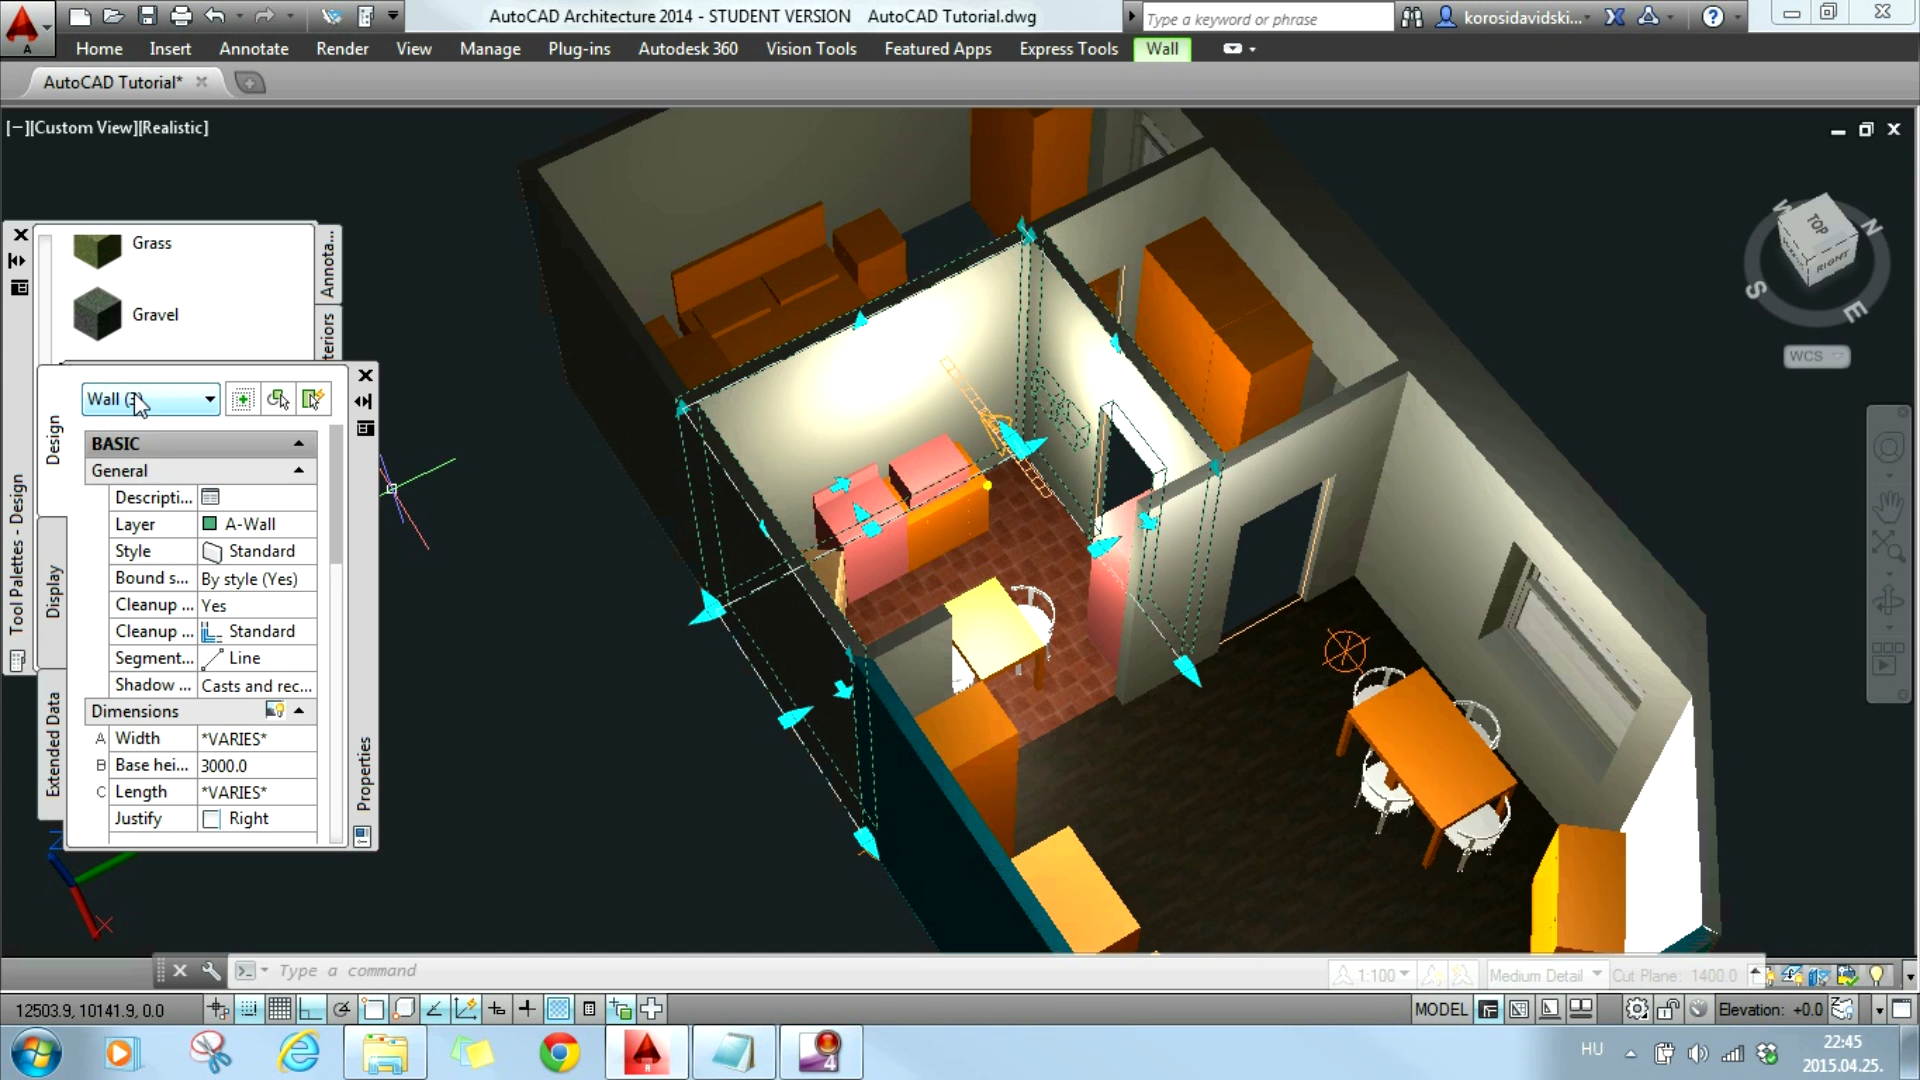 AutoCAD Architecture 2014 - STUDENT VERSION AutoCAD Tutorial.dwg
Type a keyword or phrase
korosidavidski...
Home Insert Annotate Render View Manage Plug-ins Autodesk 360 Vision Tools Featured Apps Express Tools Wall
AutoCAD Tutorial*
[−][Custom View][Realistic]
TOP
RIGHT
N
S
E
WCS
Grass
Gravel
Annota...
teriors
Tool Palettes - Design
Wall (3)
Design
Display
Extended Data
Properties
BASIC
General
Descripti...
Layer A-Wall
Style Standard
Bound s... By style (Yes)
Cleanup ... Yes
Cleanup ... Standard
Segment... Line
Shadow ... Casts and rec...
Dimensions
A Width *VARIES*
B Base hei... 3000.0
C Length *VARIES*
Justify Right
Type a command
1:100 Medium Detail Cut Plane: 1400.0
12503.9, 10141.9, 0.0
MODEL
Elevation: +0.0
HU
22:45
2015.04.25.